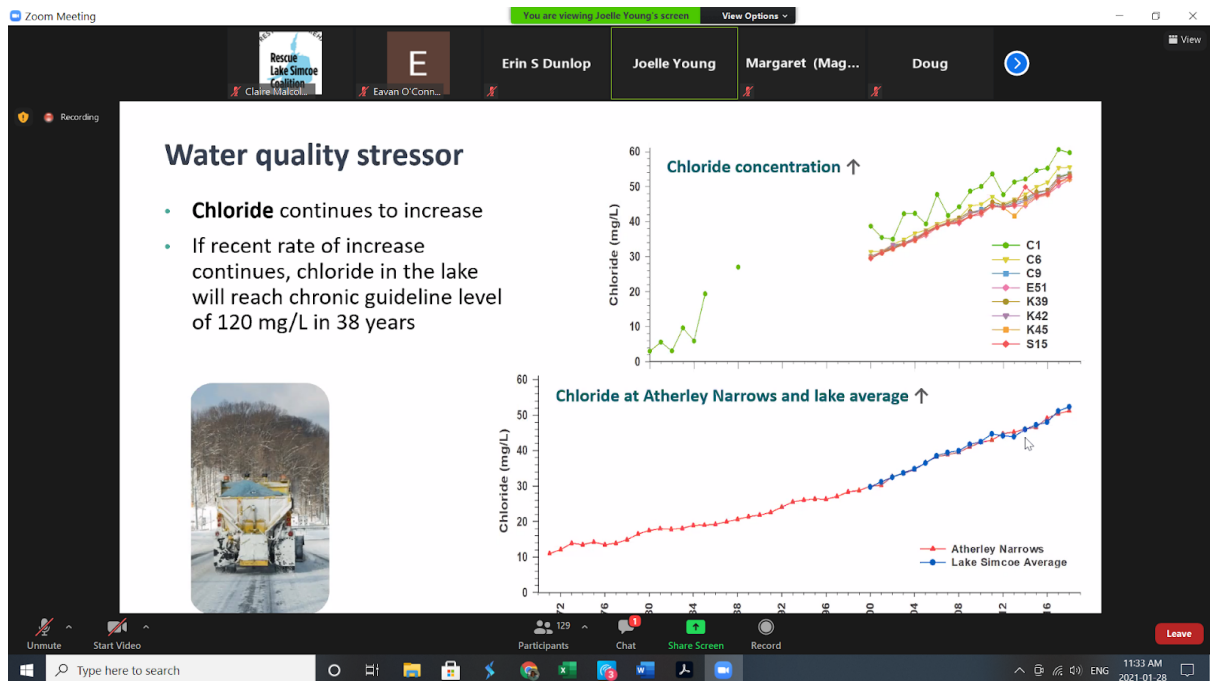 Zoom Meeting
You are viewing Joelle Young's screen
View Options
View
Rescue
Lake Simcoe
Coalition
Claire Malcol...
E
Eavan O'Conn...
Erin S Dunlop
Joelle Young
Margaret (Mag...
Doug
Recording
Water quality stressor
• Chloride continues to increase
• If recent rate of increase
continues, chloride in the lake
will reach chronic guideline level
of 120 mg/L in 38 years
Chloride concentration ↑
Chloride (mg/L)
60
50
40
30
20
10
0
C1
C6
C9
E51
K39
K42
K45
S15
Chloride at Atherley Narrows and lake average ↑
Chloride (mg/L)
60
50
40
30
20
10
0
Atherley Narrows
Lake Simcoe Average
72 76 80 84 88 92 96 00 04 08 12 16
Unmute
Start Video
129
Participants
1
Chat
Share Screen
Record
Leave
Type here to search
3
ENG
11:33 AM
2021-01-28